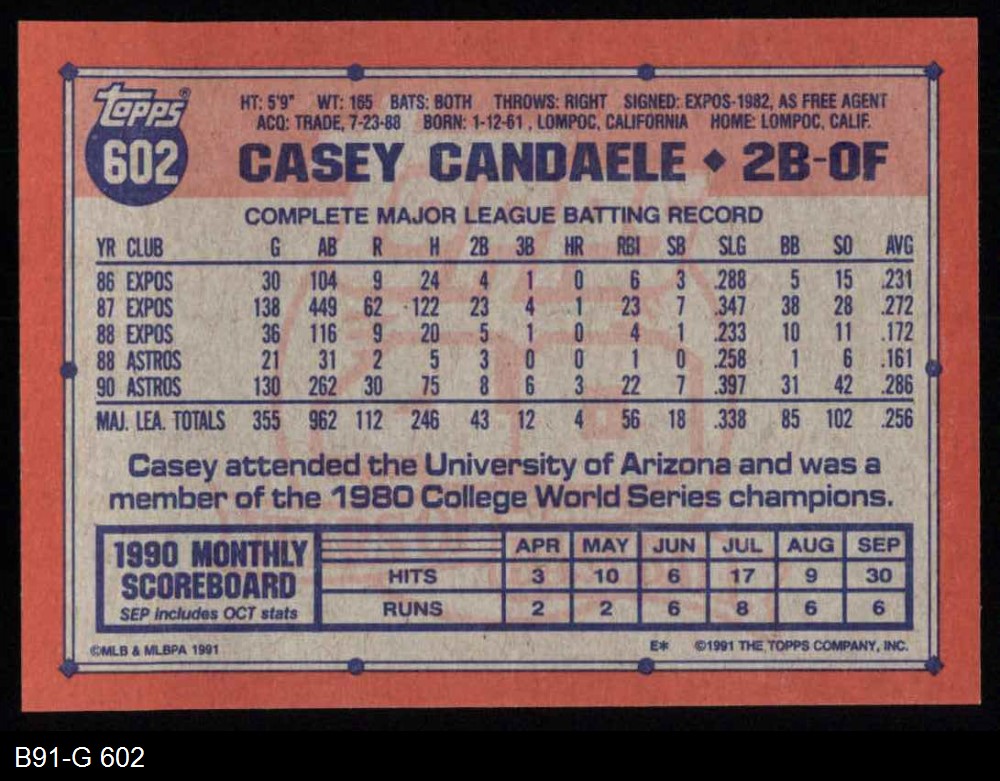 topps®
602
HT: 5'9" WT: 165 BATS: BOTH THROWS: RIGHT SIGNED: EXPOS-1982, AS FREE AGENT
ACQ: TRADE, 7-23-88 BORN: 1-12-61 , LOMPOC, CALIFORNIA HOME: LOMPOC, CALIF.
CASEY CANDAELE ◆ 2B-OF
COMPLETE MAJOR LEAGUE BATTING RECORD
YR CLUB G AB R H 2B 3B HR RBI SB SLG BB SO AVG
86 EXPOS 30 104 9 24 4 1 0 6 3 .288 5 15 .231
87 EXPOS 138 449 62 122 23 4 1 23 7 .347 38 28 .272
88 EXPOS 36 116 9 20 5 1 0 4 1 .233 10 11 .172
88 ASTROS 21 31 2 5 3 0 0 1 0 .258 1 6 .161
90 ASTROS 130 262 30 75 8 6 3 22 7 .397 31 42 .286
MAJ. LEA. TOTALS 355 962 112 246 43 12 4 56 18 .338 85 102 .256
Casey attended the University of Arizona and was a
member of the 1980 College World Series champions.
1990 MONTHLY
SCOREBOARD
SEP includes OCT stats
APR MAY JUN JUL AUG SEP
HITS 3 10 6 17 9 30
RUNS 2 2 6 8 6 6
©MLB & MLBPA 1991 E* ©1991 THE TOPPS COMPANY, INC.
B91-G 602